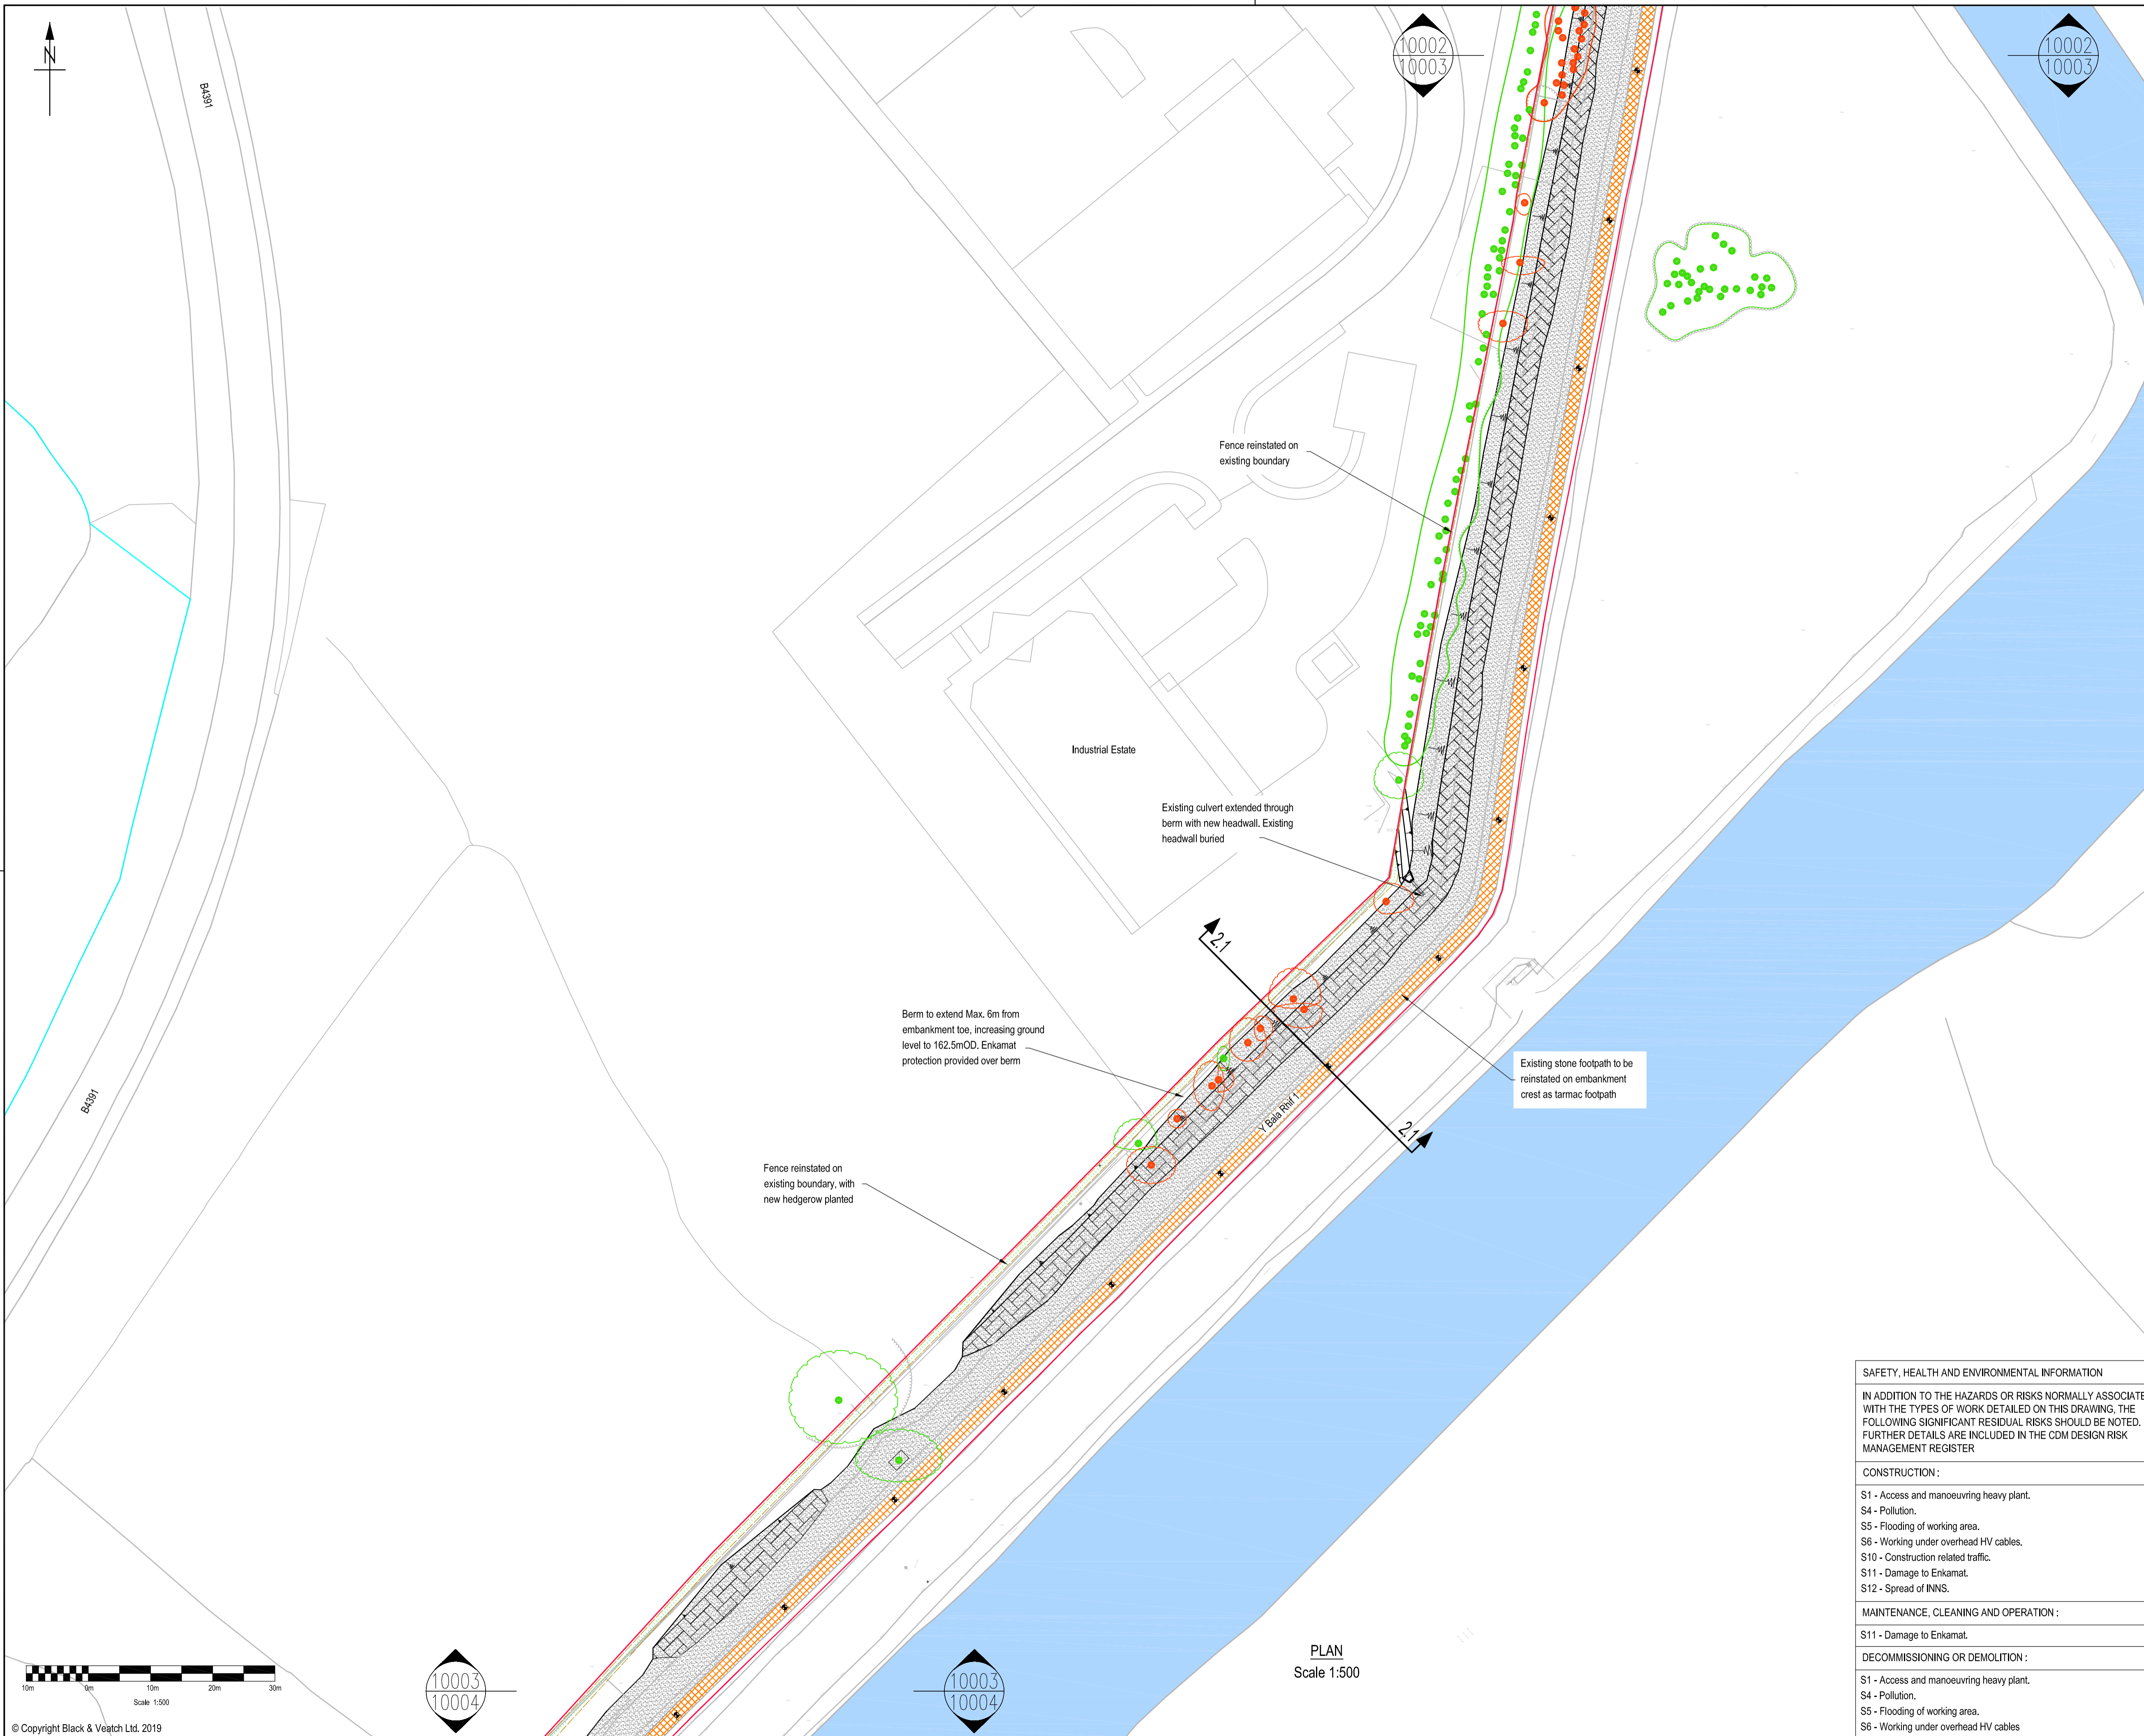 N
B4391
10002
10003
10002
10003
Fence reinstated on
existing boundary
Industrial Estate
Existing culvert extended through
berm with new headwall. Existing
headwall buried
2.1
Berm to extend Max. 6m from
embankment toe, increasing ground
level to 162.5mOD. Enkamat
protection provided over berm
Existing stone footpath to be
reinstated on embankment
crest as tarmac footpath
B4391
Y Bala Rhif 1
2.1
Fence reinstated on
existing boundary, with
new hedgerow planted
SAFETY, HEALTH AND ENVIRONMENTAL INFORMATION
IN ADDITION TO THE HAZARDS OR RISKS NORMALLY ASSOCIATE
WITH THE TYPES OF WORK DETAILED ON THIS DRAWING, THE
FOLLOWING SIGNIFICANT RESIDUAL RISKS SHOULD BE NOTED.
FURTHER DETAILS ARE INCLUDED IN THE CDM DESIGN RISK
MANAGEMENT REGISTER
CONSTRUCTION :
S1 - Access and manoeuvring heavy plant.
S4 - Pollution.
S5 - Flooding of working area.
S6 - Working under overhead HV cables.
S10 - Construction related traffic.
S11 - Damage to Enkamat.
S12 - Spread of INNS.
MAINTENANCE, CLEANING AND OPERATION :
S11 - Damage to Enkamat.
DECOMMISSIONING OR DEMOLITION :
S1 - Access and manoeuvring heavy plant.
S4 - Pollution.
S5 - Flooding of working area.
S6 - Working under overhead HV cables
PLAN
Scale 1:500
10003
10004
10003
10004
10m 0m 10m 20m 30m
Scale 1:500
© Copyright Black & Veatch Ltd. 2019